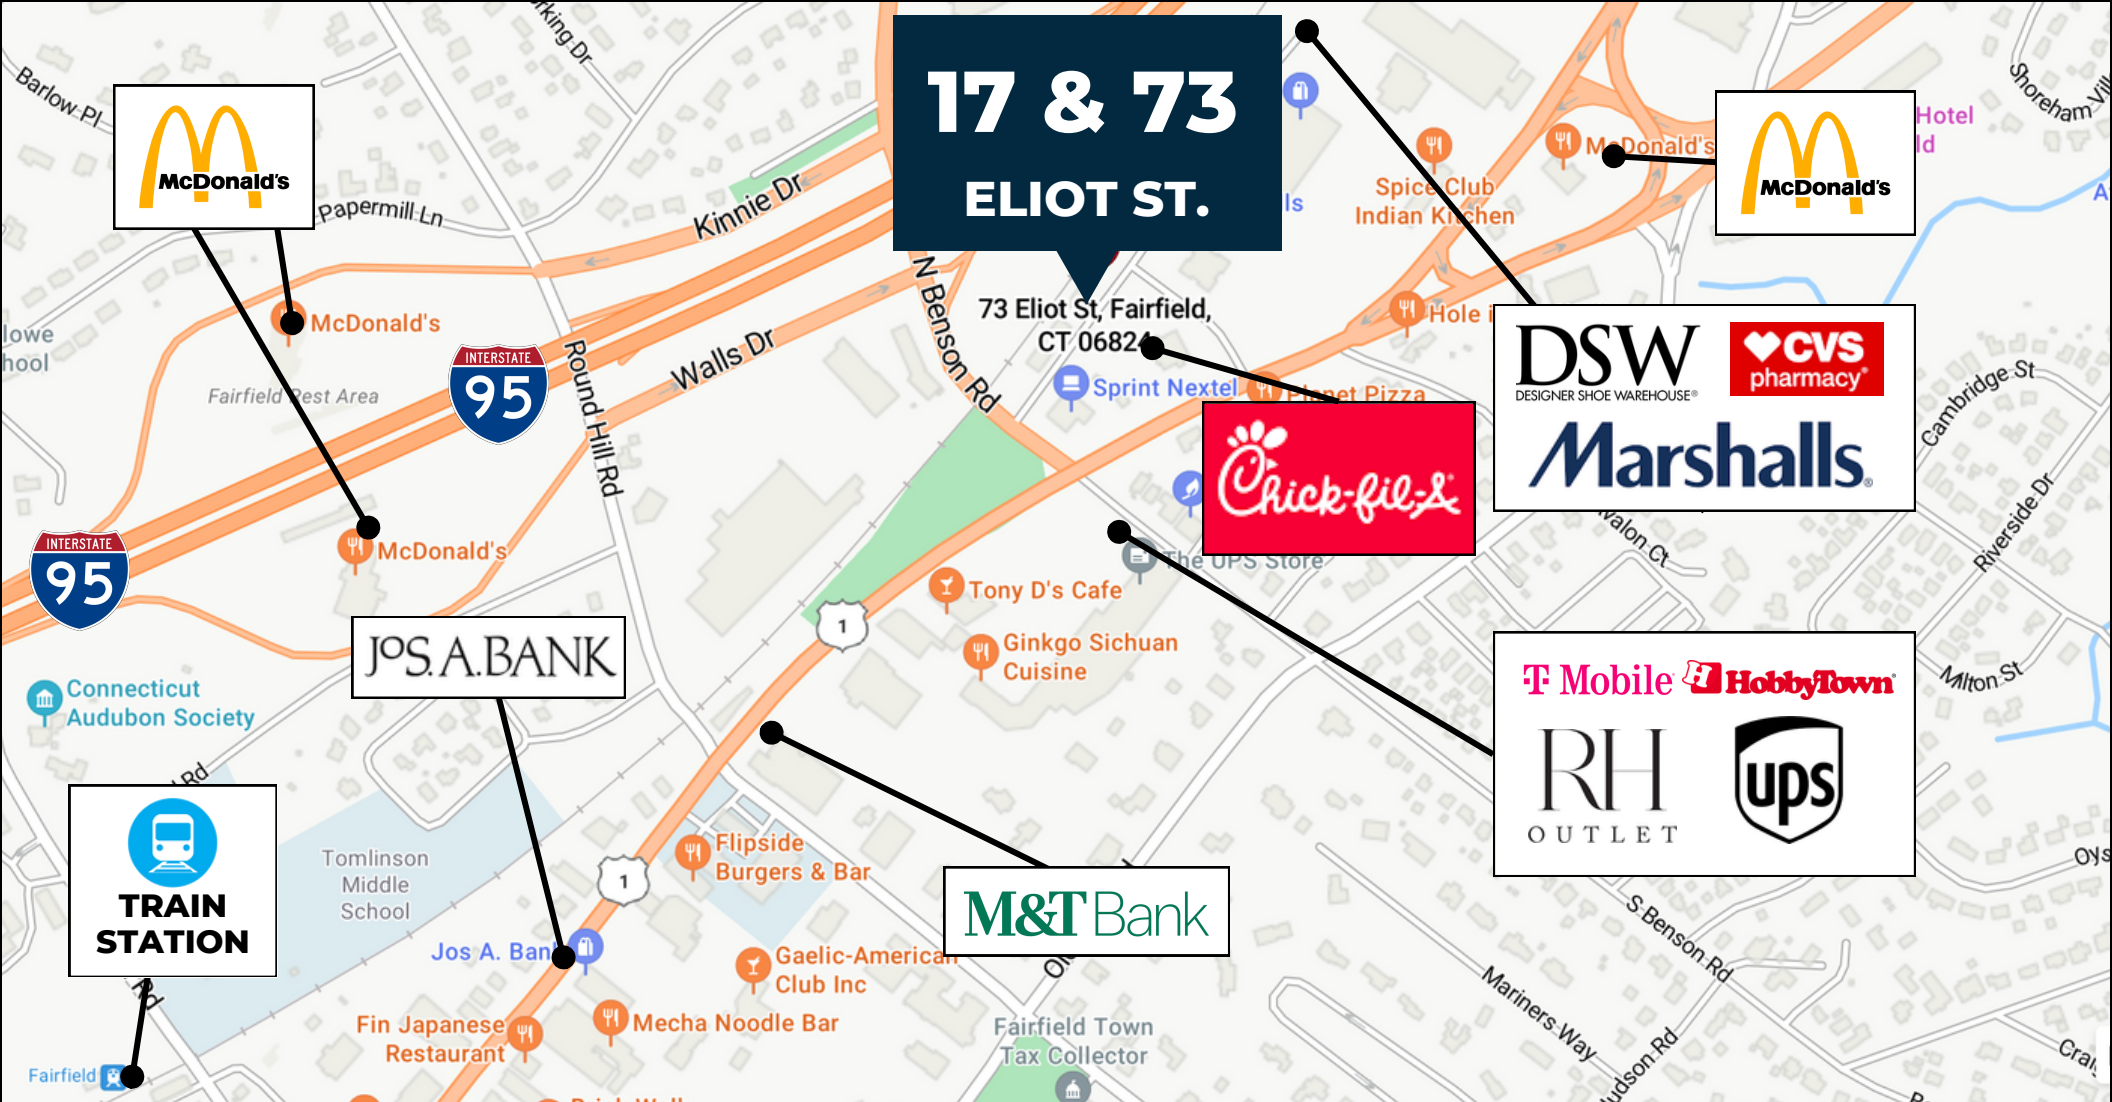 17 & 73
ELIOT ST.
73 Eliot St, Fairfield,
CT 06824
Barlow Pl
Papermill Ln
Kinnie Dr
McDonald's
McDonald's
Hotel
McDonald's
McDonald's
Spice Club
Indian Kitchen
Shoreham
N Benson Rd
McDonald's
Fairfield Rest Area
INTERSTATE
95
Round Hill Rd
Walls Dr
Sprint Nextel
Planet Pizza
Hole
DSW
DESIGNER SHOE WAREHOUSE®
CVS
pharmacy®
Marshalls®
Chick-fil-A®
Cambridge St
Riverside Dr
Milton St
INTERSTATE
95
McDonald's
The UPS Store
Tony D's Cafe
1
Ginkgo Sichuan
Cuisine
JOS. A. BANK
Connecticut
Audubon Society
T Mobile
HobbyTown®
RH
OUTLET
ups
Rd
TRAIN
STATION
Rd
Tomlinson
Middle
School
Flipside
Burgers & Bar
1
M&T Bank
Jos A. Bank
Gaelic-American
Club Inc
Fin Japanese
Restaurant
Mecha Noodle Bar
Fairfield Town
Tax Collector
S Benson Rd
Mariners Way
Fairfield